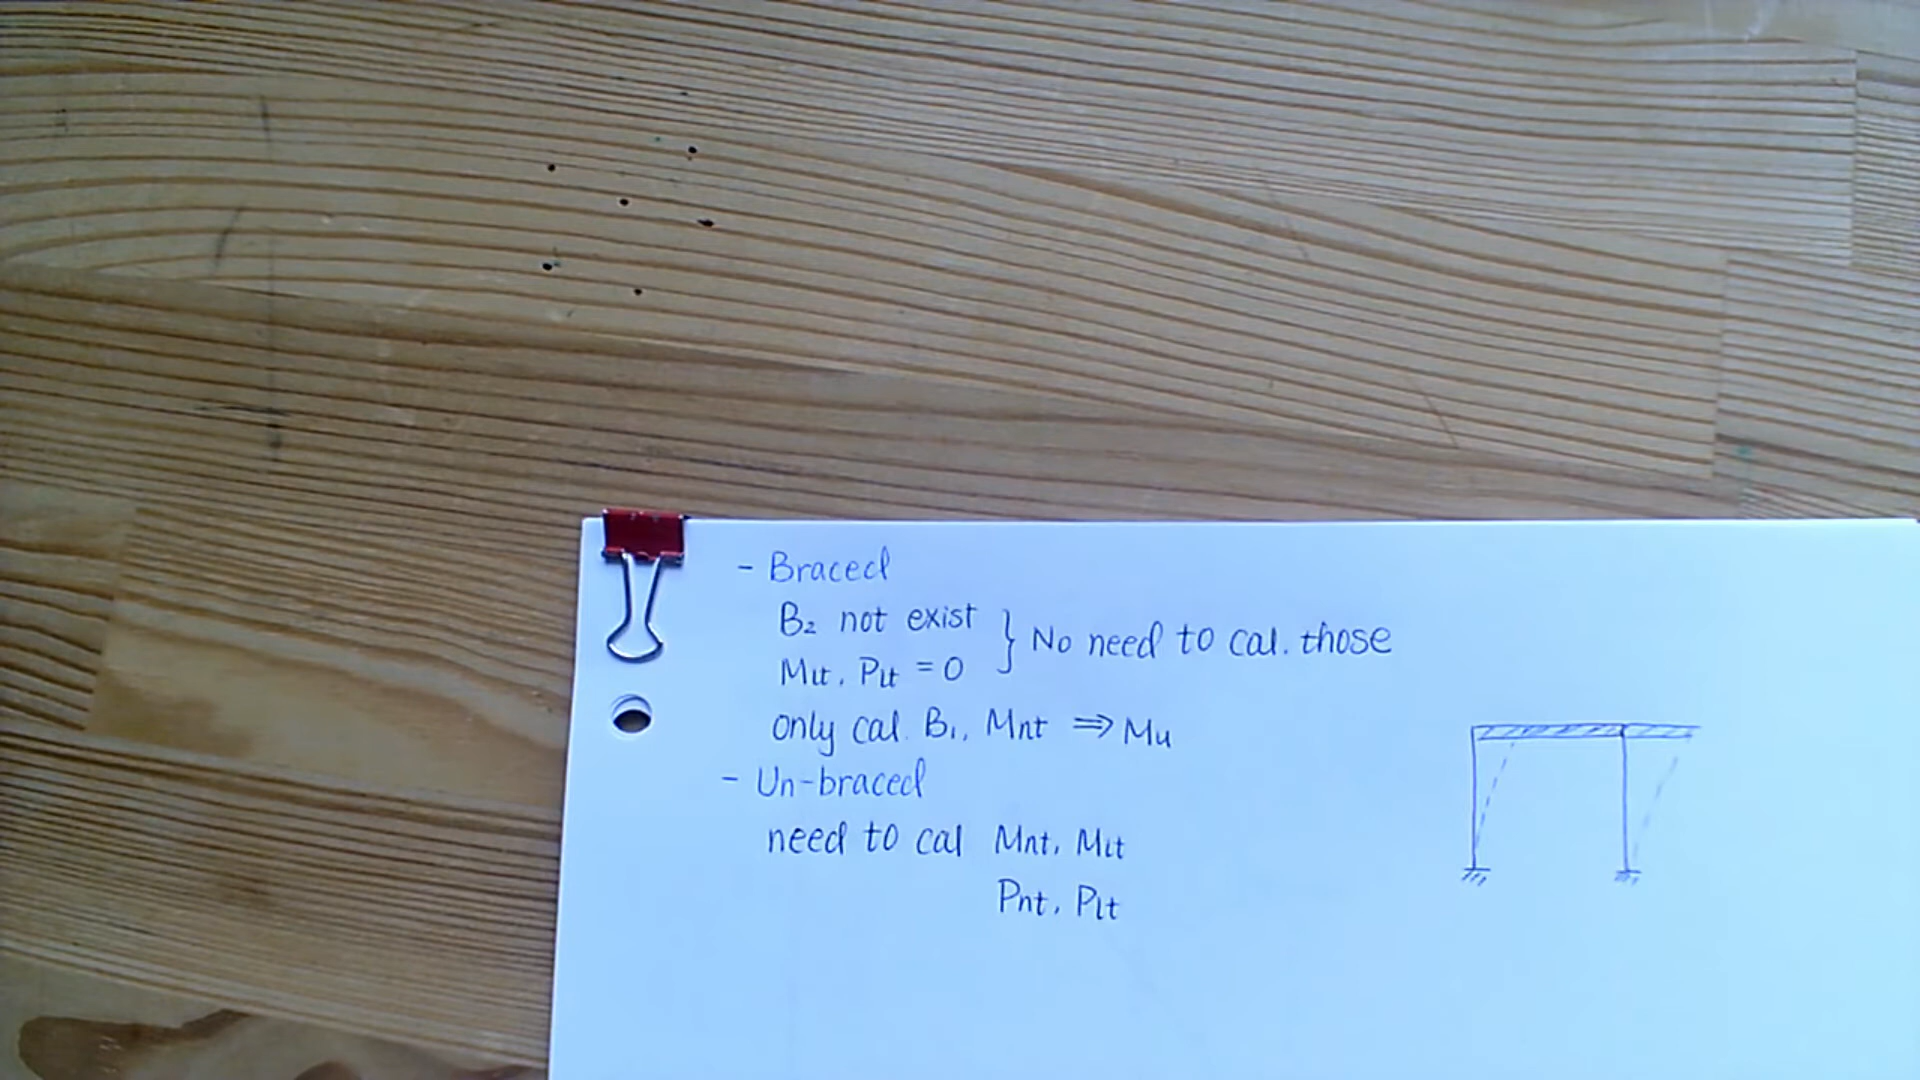 - Braced
B2 not exist } No need to cal. those
Mlt, Plt = 0
only cal. B1, Mnt ⇒ Mu
- Un-braced
need to cal Mnt, Mlt
Pnt, Plt